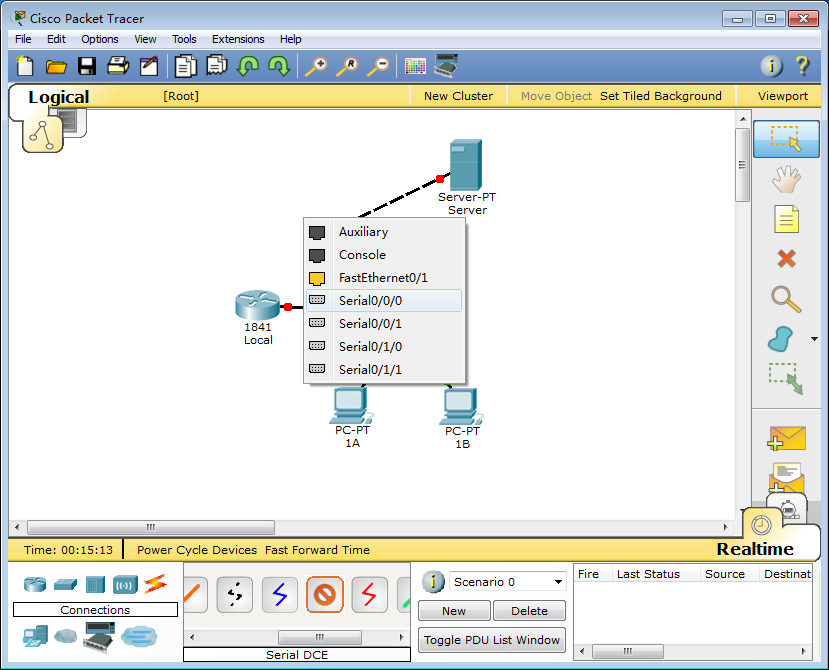 Cisco Packet Tracer
File Edit Options View Tools Extensions Help
Logical [Root] New Cluster Move Object Set Tiled Background Viewport
Server-PT
Server
Auxiliary
Console
FastEthernet0/1
Serial0/0/0
Serial0/0/1
Serial0/1/0
Serial0/1/1
1841
Local
PC-PT
1A
PC-PT
1B
Time: 00:15:13 Power Cycle Devices Fast Forward Time Realtime
Connections
Serial DCE
Scenario 0
New Delete
Toggle PDU List Window
Fire Last Status Source Destinat